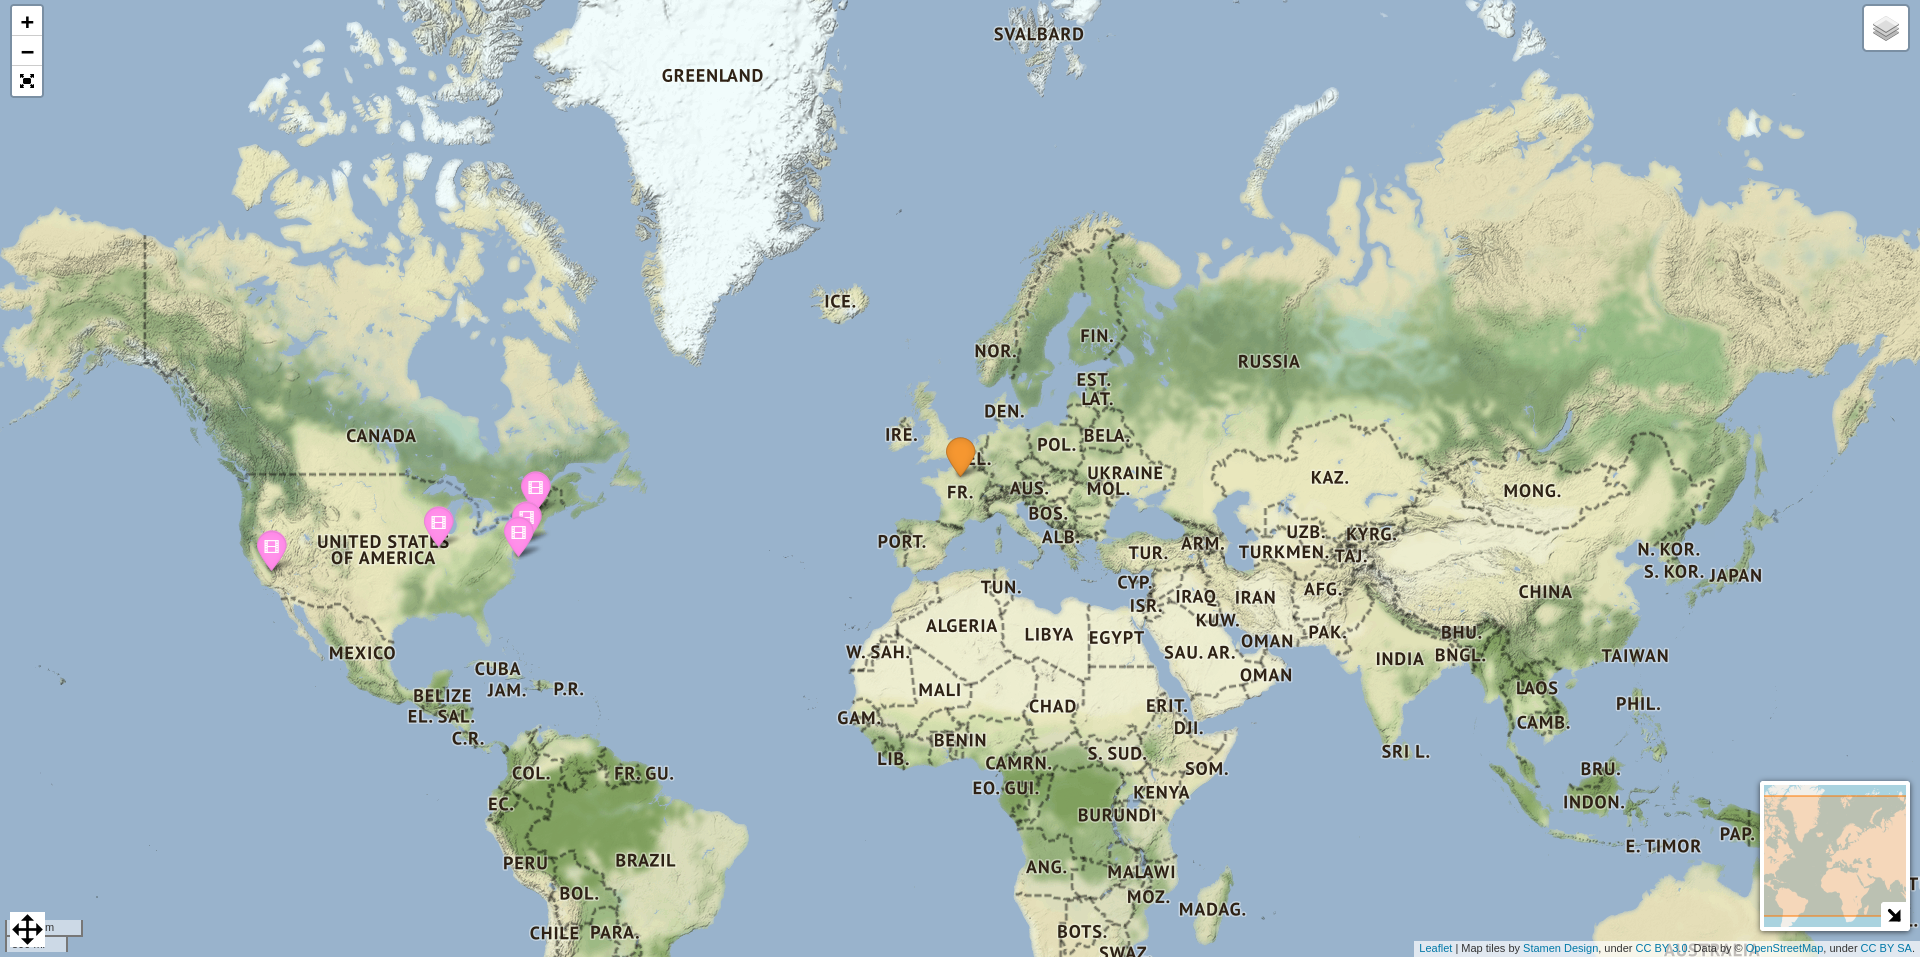 +
−
SVALBARD
GREENLAND
ICE.
FIN.
NOR.
RUSSIA
EST.
LAT.
DEN.
IRE.
CANADA
POL.
BELA.
EL.
UKRAINE
KAZ.
FR.
AUS.
MOL.
MONG.
BOS.
UNITED STATES
OF AMERICA
PORT.
ALB.
TUR.
ARM.
UZB.
KYRG.
TURKMEN.
TAJ.
N. KOR.
S. KOR.
JAPAN
TUN.
CYP.
ISR.
IRAQ
IRAN
AFG.
CHINA
ALGERIA
LIBYA
EGYPT
KUW.
OMAN
PAK.
BHU.
MEXICO
W. SAH.
SAU. AR.
INDIA
BNGL.
TAIWAN
CUBA
JAM.
P.R.
BELIZE
EL. SAL.
C.R.
MALI
CHAD
ERIT.
OMAN
LAOS
GAM.
DJI.
CAMB.
PHIL.
BENIN
LIB.
CAMRN.
S. SUD.
SOM.
SRI L.
COL.
FR. GU.
EO. GUI.
KENYA
BRU.
EC.
BURUNDI
INDON.
PERU
BRAZIL
ANG.
MALAWI
E. TIMOR
PAP.
BOL.
MOZ.
MADAG.
CHILE
PARA.
BOTS.
SWAZ.
AUSTRALIA
m
Leaflet | Map tiles by Stamen Design, under CC BY 3.0. Data by © OpenStreetMap, under CC BY SA.